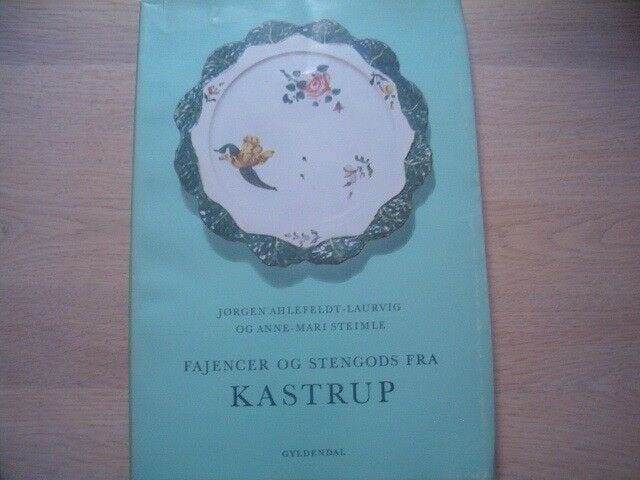 JØRGEN AHLEFELDT-LAURVIG
OG ANNE-MARI STEIMLE
FAJENCER OG STENGODS FRA
KASTRUP
GYLDENDAL